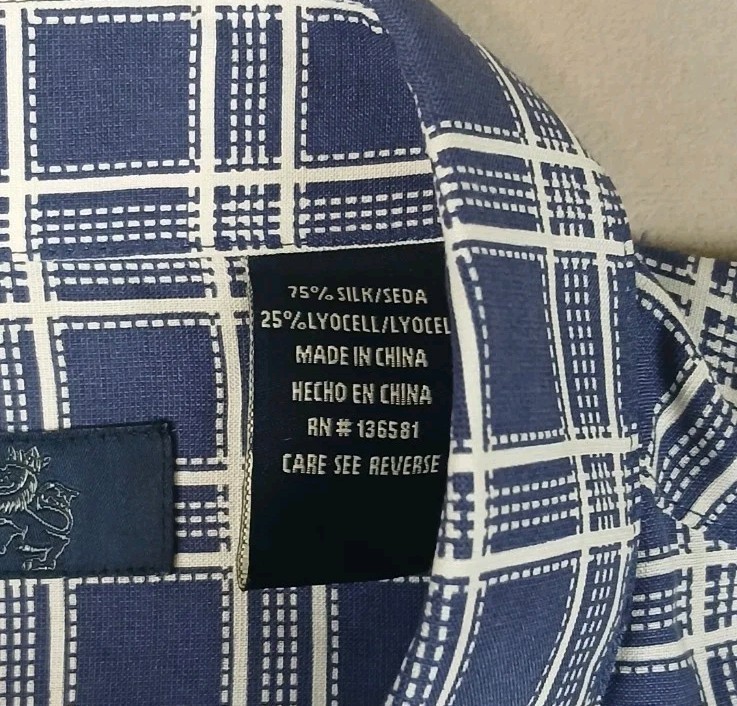 75% SILK/SEDA
25% LYOCELL/LYOCEL
MADE IN CHINA
HECHO EN CHINA
RN # 136581
CARE SEE REVERSE